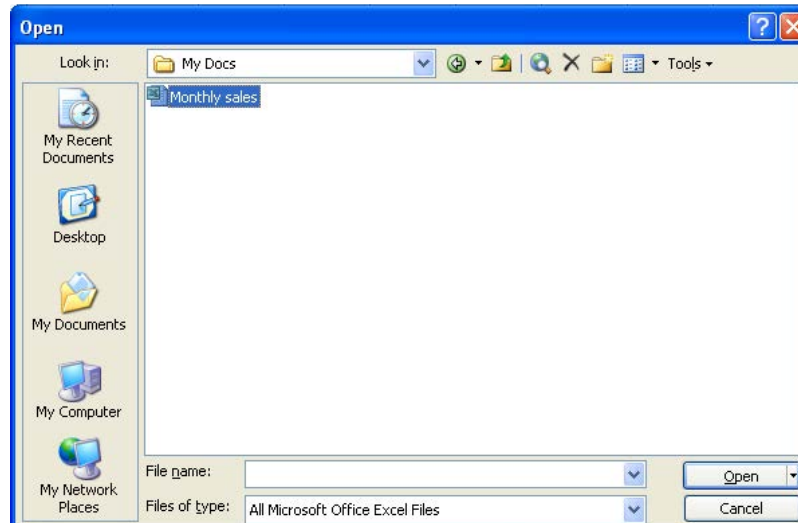 Open
Look in:
My Docs
Tools
Monthly sales
My Recent
Documents
Desktop
My Documents
My Computer
My Network
Places
File name:
Open
Files of type:
All Microsoft Office Excel Files
Cancel